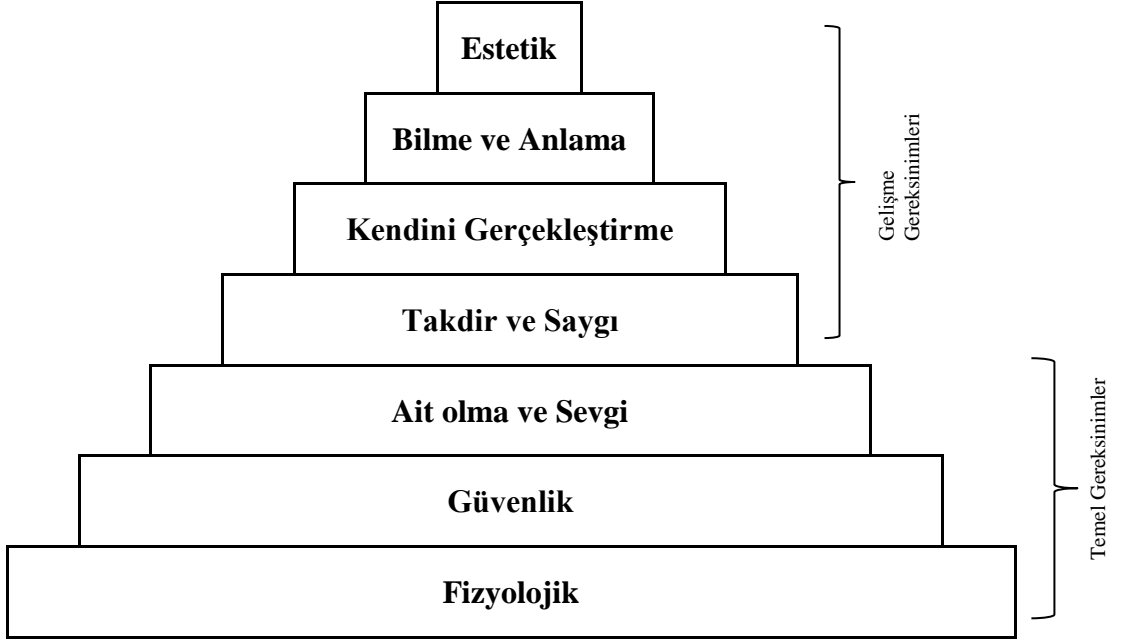 Estetik
Bilme ve Anlama
Kendini Gerçekleştirme
Takdir ve Saygı
Ait olma ve Sevgi
Güvenlik
Fizyolojik
Gelişme
Gereksinimleri
Temel Gereksinimler